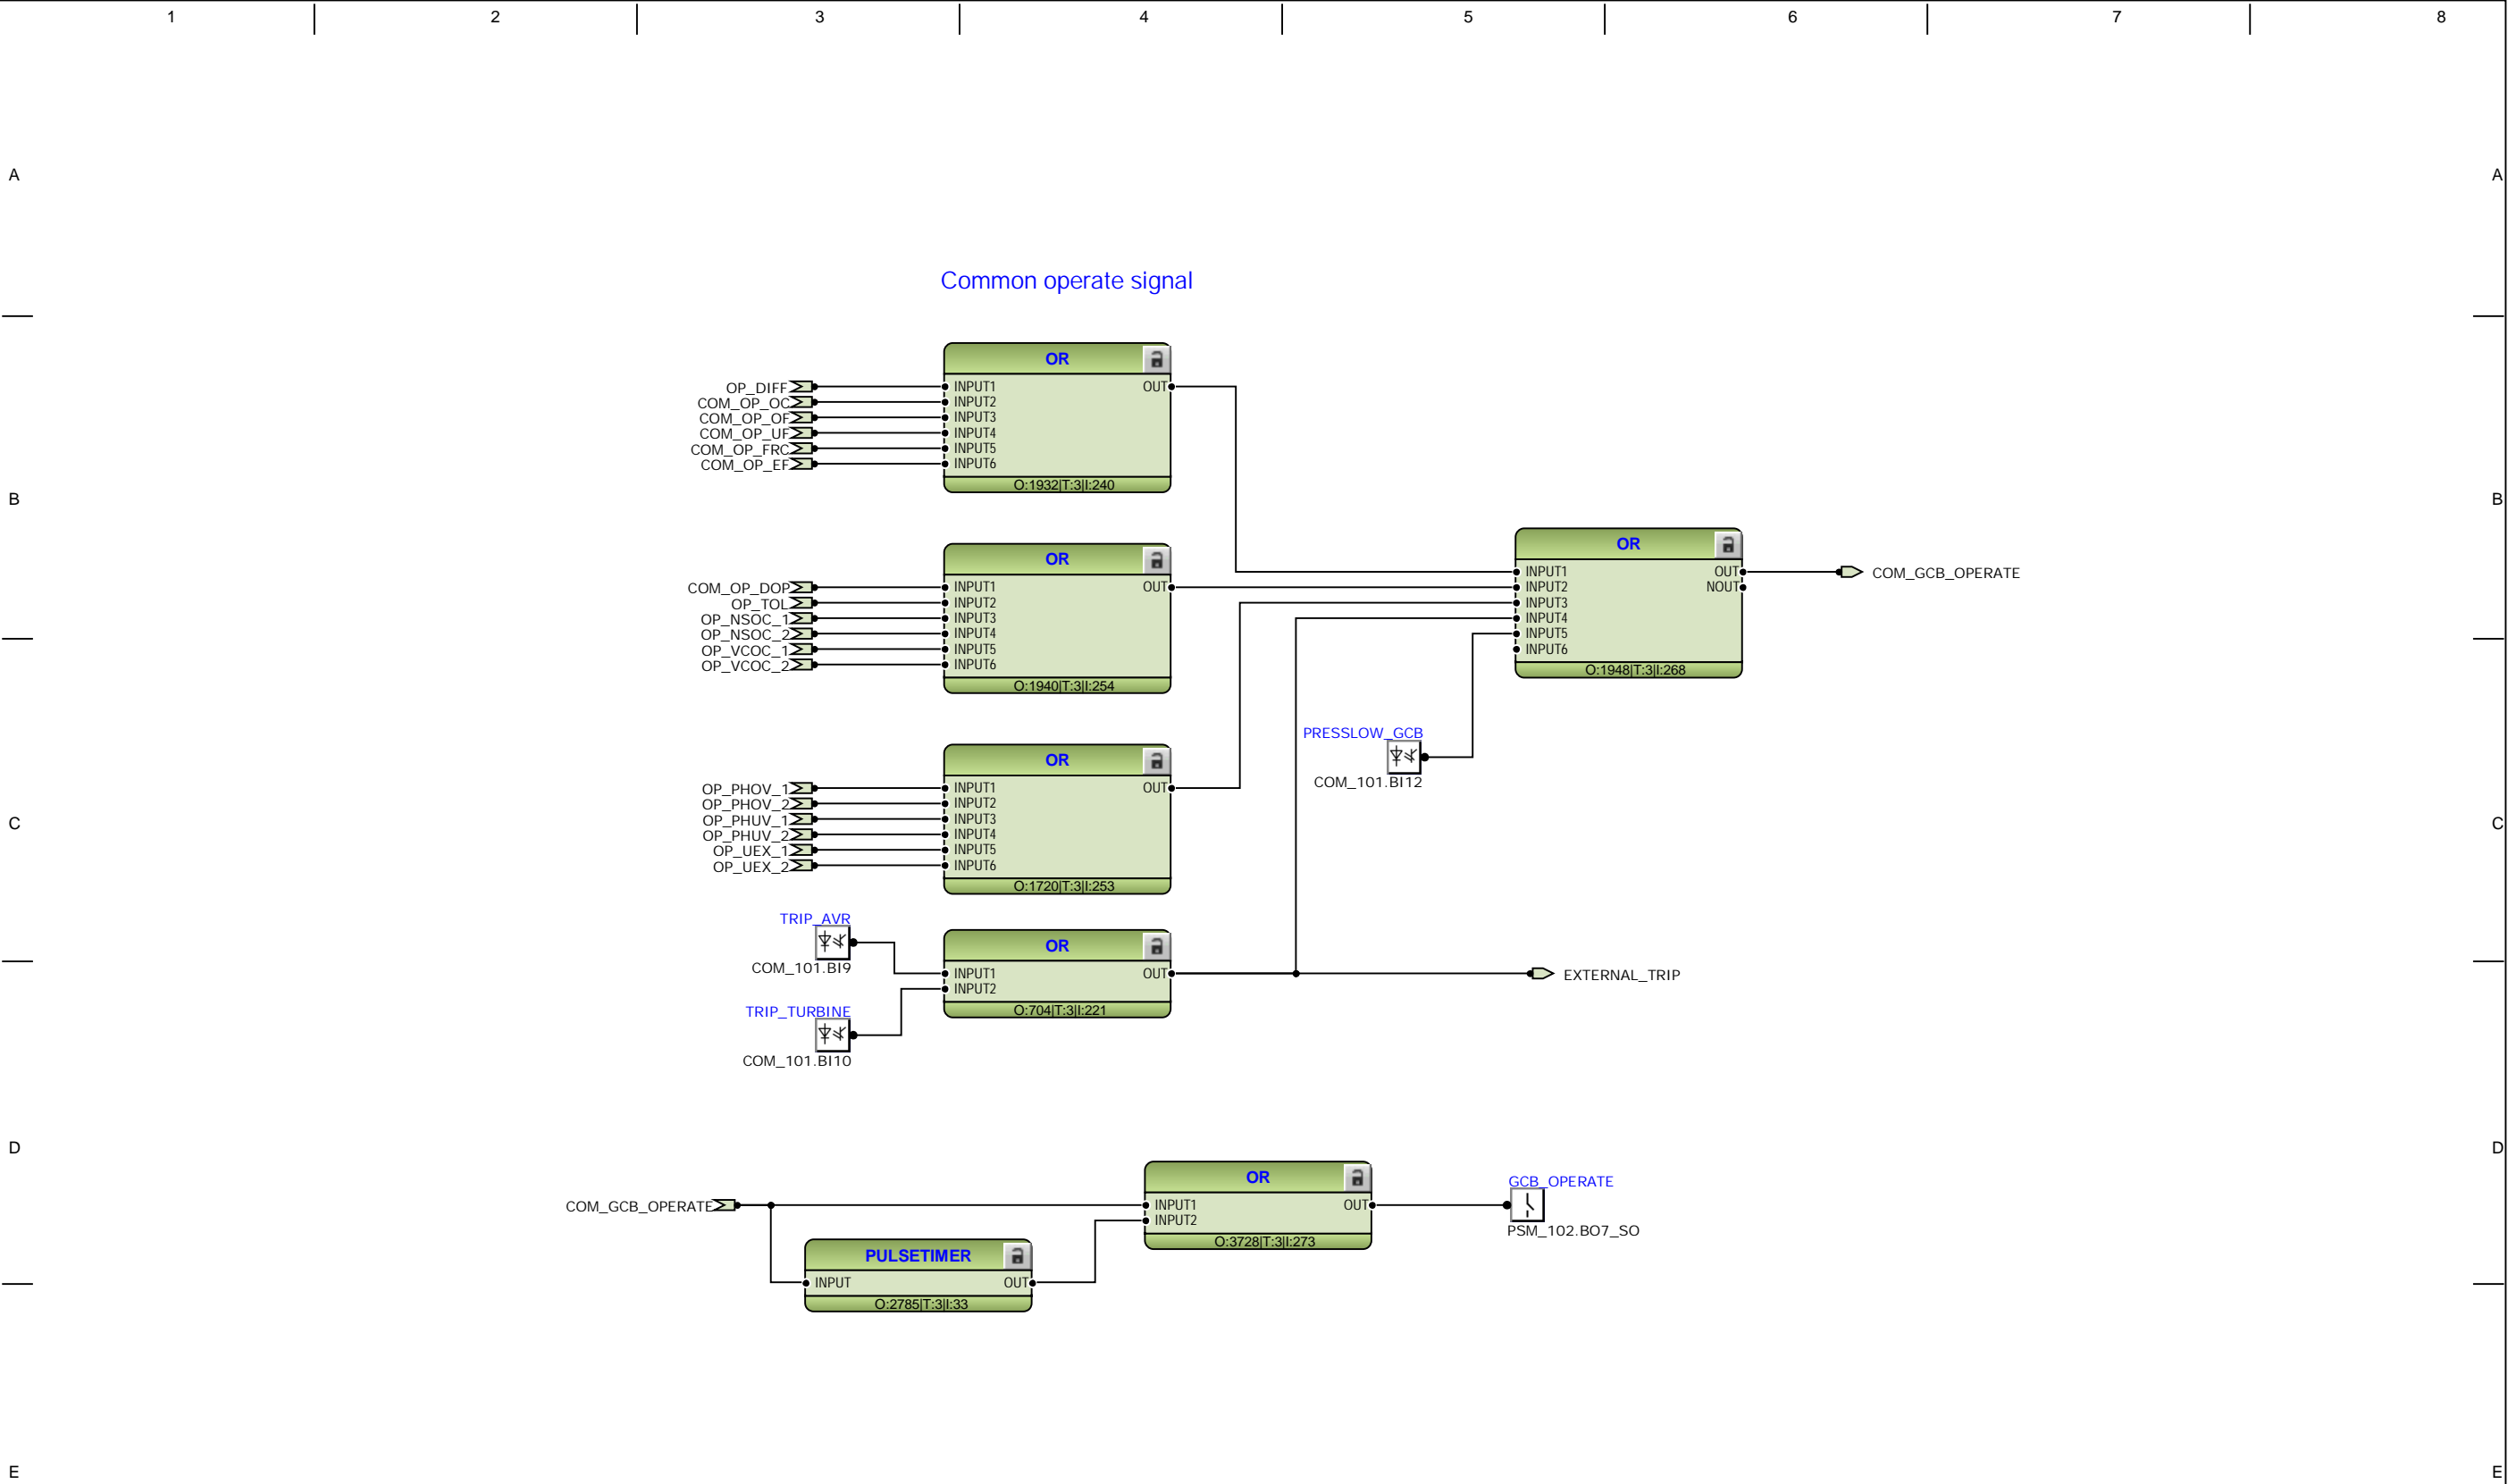 1 2 3 4 5 6 7 8
A A
Common operate signal
OR
OP_DIFF INPUT1 OUT
COM_OP_OC INPUT2
COM_OP_OF INPUT3
COM_OP_UF INPUT4
COM_OP_FRC INPUT5
COM_OP_EF INPUT6
O:1932|T:3|I:240
B B
OR
COM_OP_DOP INPUT1 OUT
OP_TOL INPUT2
OP_NSOC_1 INPUT3
OP_NSOC_2 INPUT4
OP_VCOC_1 INPUT5
OP_VCOC_2 INPUT6
O:1940|T:3|I:254
OR
INPUT1 OUT COM_GCB_OPERATE
INPUT2 NOUT
INPUT3
INPUT4
INPUT5
INPUT6
O:1948|T:3|I:268
PRESSLOW_GCB
COM_101.BI12
OR
OP_PHOV_1 INPUT1 OUT
OP_PHOV_2 INPUT2
OP_PHUV_1 INPUT3
OP_PHUV_2 INPUT4
OP_UEX_1 INPUT5
OP_UEX_2 INPUT6
O:1720|T:3|I:253
C C
TRIP_AVR
COM_101.BI9
OR
INPUT1 OUT EXTERNAL_TRIP
INPUT2
O:704|T:3|I:221
TRIP_TURBINE
COM_101.BI10
D D
OR
COM_GCB_OPERATE INPUT1 OUT
INPUT2
O:3728|T:3|I:273
GCB_OPERATE
PSM_102.BO7_SO
PULSETIMER
INPUT OUT
O:2785|T:3|I:33
E E